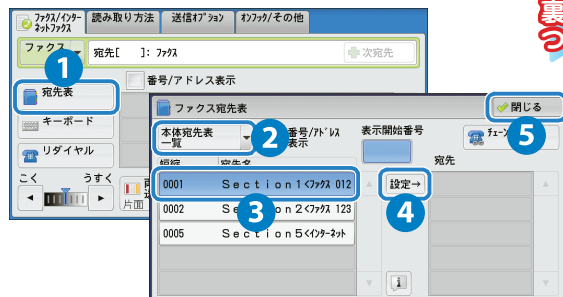 ファクス/インターネットファクス
読み取り方法
送信オプション
オンフック/その他
ファクス
宛先[　　]: ファクス
次宛先
1
宛先表
番号/アドレス表示
キーボード
リダイヤル
こく　うすく
片面
ファクス宛先表
閉じる
5
本体宛先表
一覧
2
番号/アドレス
表示
表示開始番号
短縮
宛先名
宛先
0001 Section1<ファクス 012
設定→
3
4
0002 Section2<ファクス 123
0005 Section5<インターネット